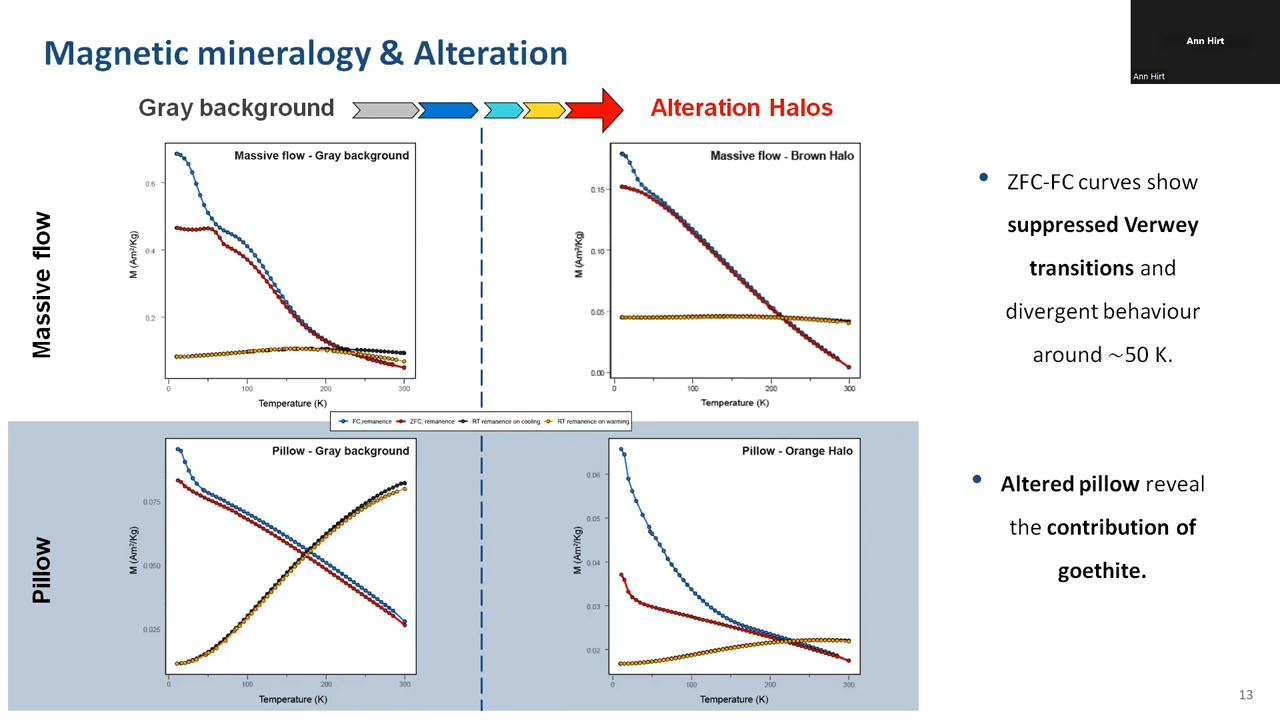 Magnetic mineralogy & Alteration
Ann Hirt
Ann Hirt
Gray background
Alteration Halos
Massive flow
Massive flow - Gray background
0.6
0.4
0.2
M (Am²/Kg)
0
100
200
300
Temperature (K)
Massive flow - Brown Halo
0.15
0.10
0.05
0.00
M (Am²/Kg)
0
100
200
300
Temperature (K)
FC,remanence
ZFC, remanence
RT remanence on cooling
RT remanence on warming
Pillow
Pillow - Gray background
0.075
0.050
0.025
M (Am²/Kg)
0
100
200
300
Temperature (K)
Pillow - Orange Halo
0.06
0.05
0.04
0.03
0.02
M (Am²/Kg)
0
100
200
300
Temperature (K)
• ZFC-FC curves show
suppressed Verwey
transitions and
divergent behaviour
around ~50 K.
• Altered pillow reveal
the contribution of
goethite.
13